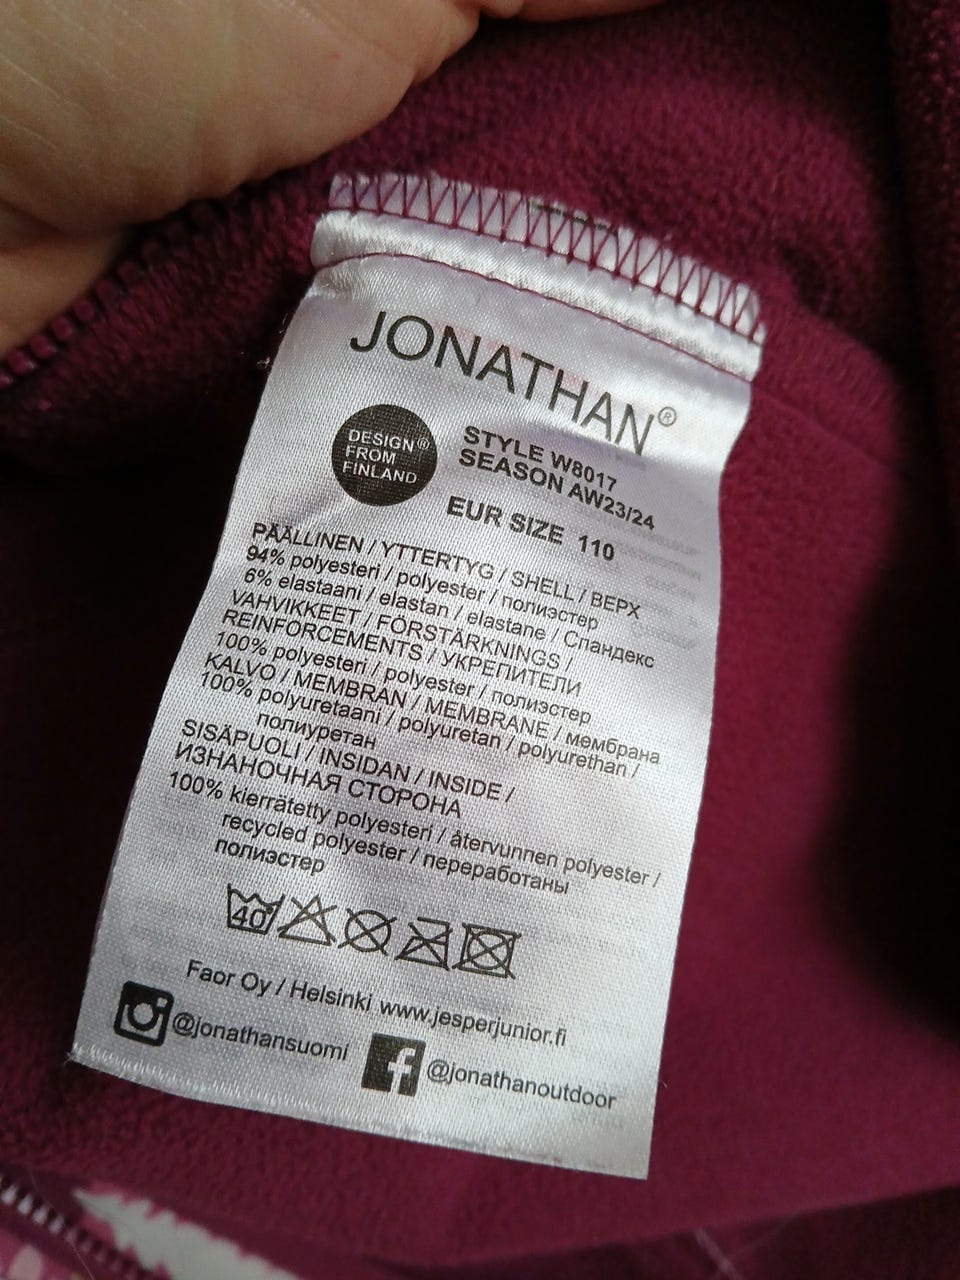 JONATHAN®
DESIGN®
FROM
FINLAND
STYLE W8017
SEASON AW23/24
EUR SIZE 110
PÄÄLLINEN / YTTERTYG / SHELL / ВЕРХ
94% polyesteri / polyester / полиэстер
6% elastaani / elastan / elastane / Спандекс
VAHVIKKEET / FÖRSTÄRKNINGS /
REINFORCEMENTS / УКРЕПИТЕЛИ
100% polyesteri / polyester / полиэстер
KALVO / MEMBRAN / MEMBRANE / мембрана
100% polyuretaani / polyuretan / polyurethan /
полиуретан
SISÄPUOLI / INSIDAN / INSIDE /
ИЗНАНОЧНАЯ СТОРОНА
100% kierrätetty polyesteri / återvunnen polyester /
recycled polyester / переработаны
полиэстер
40°
Faor Oy / Helsinki www.jesperjunior.fi
@jonathansuomi
@jonathanoutdoor